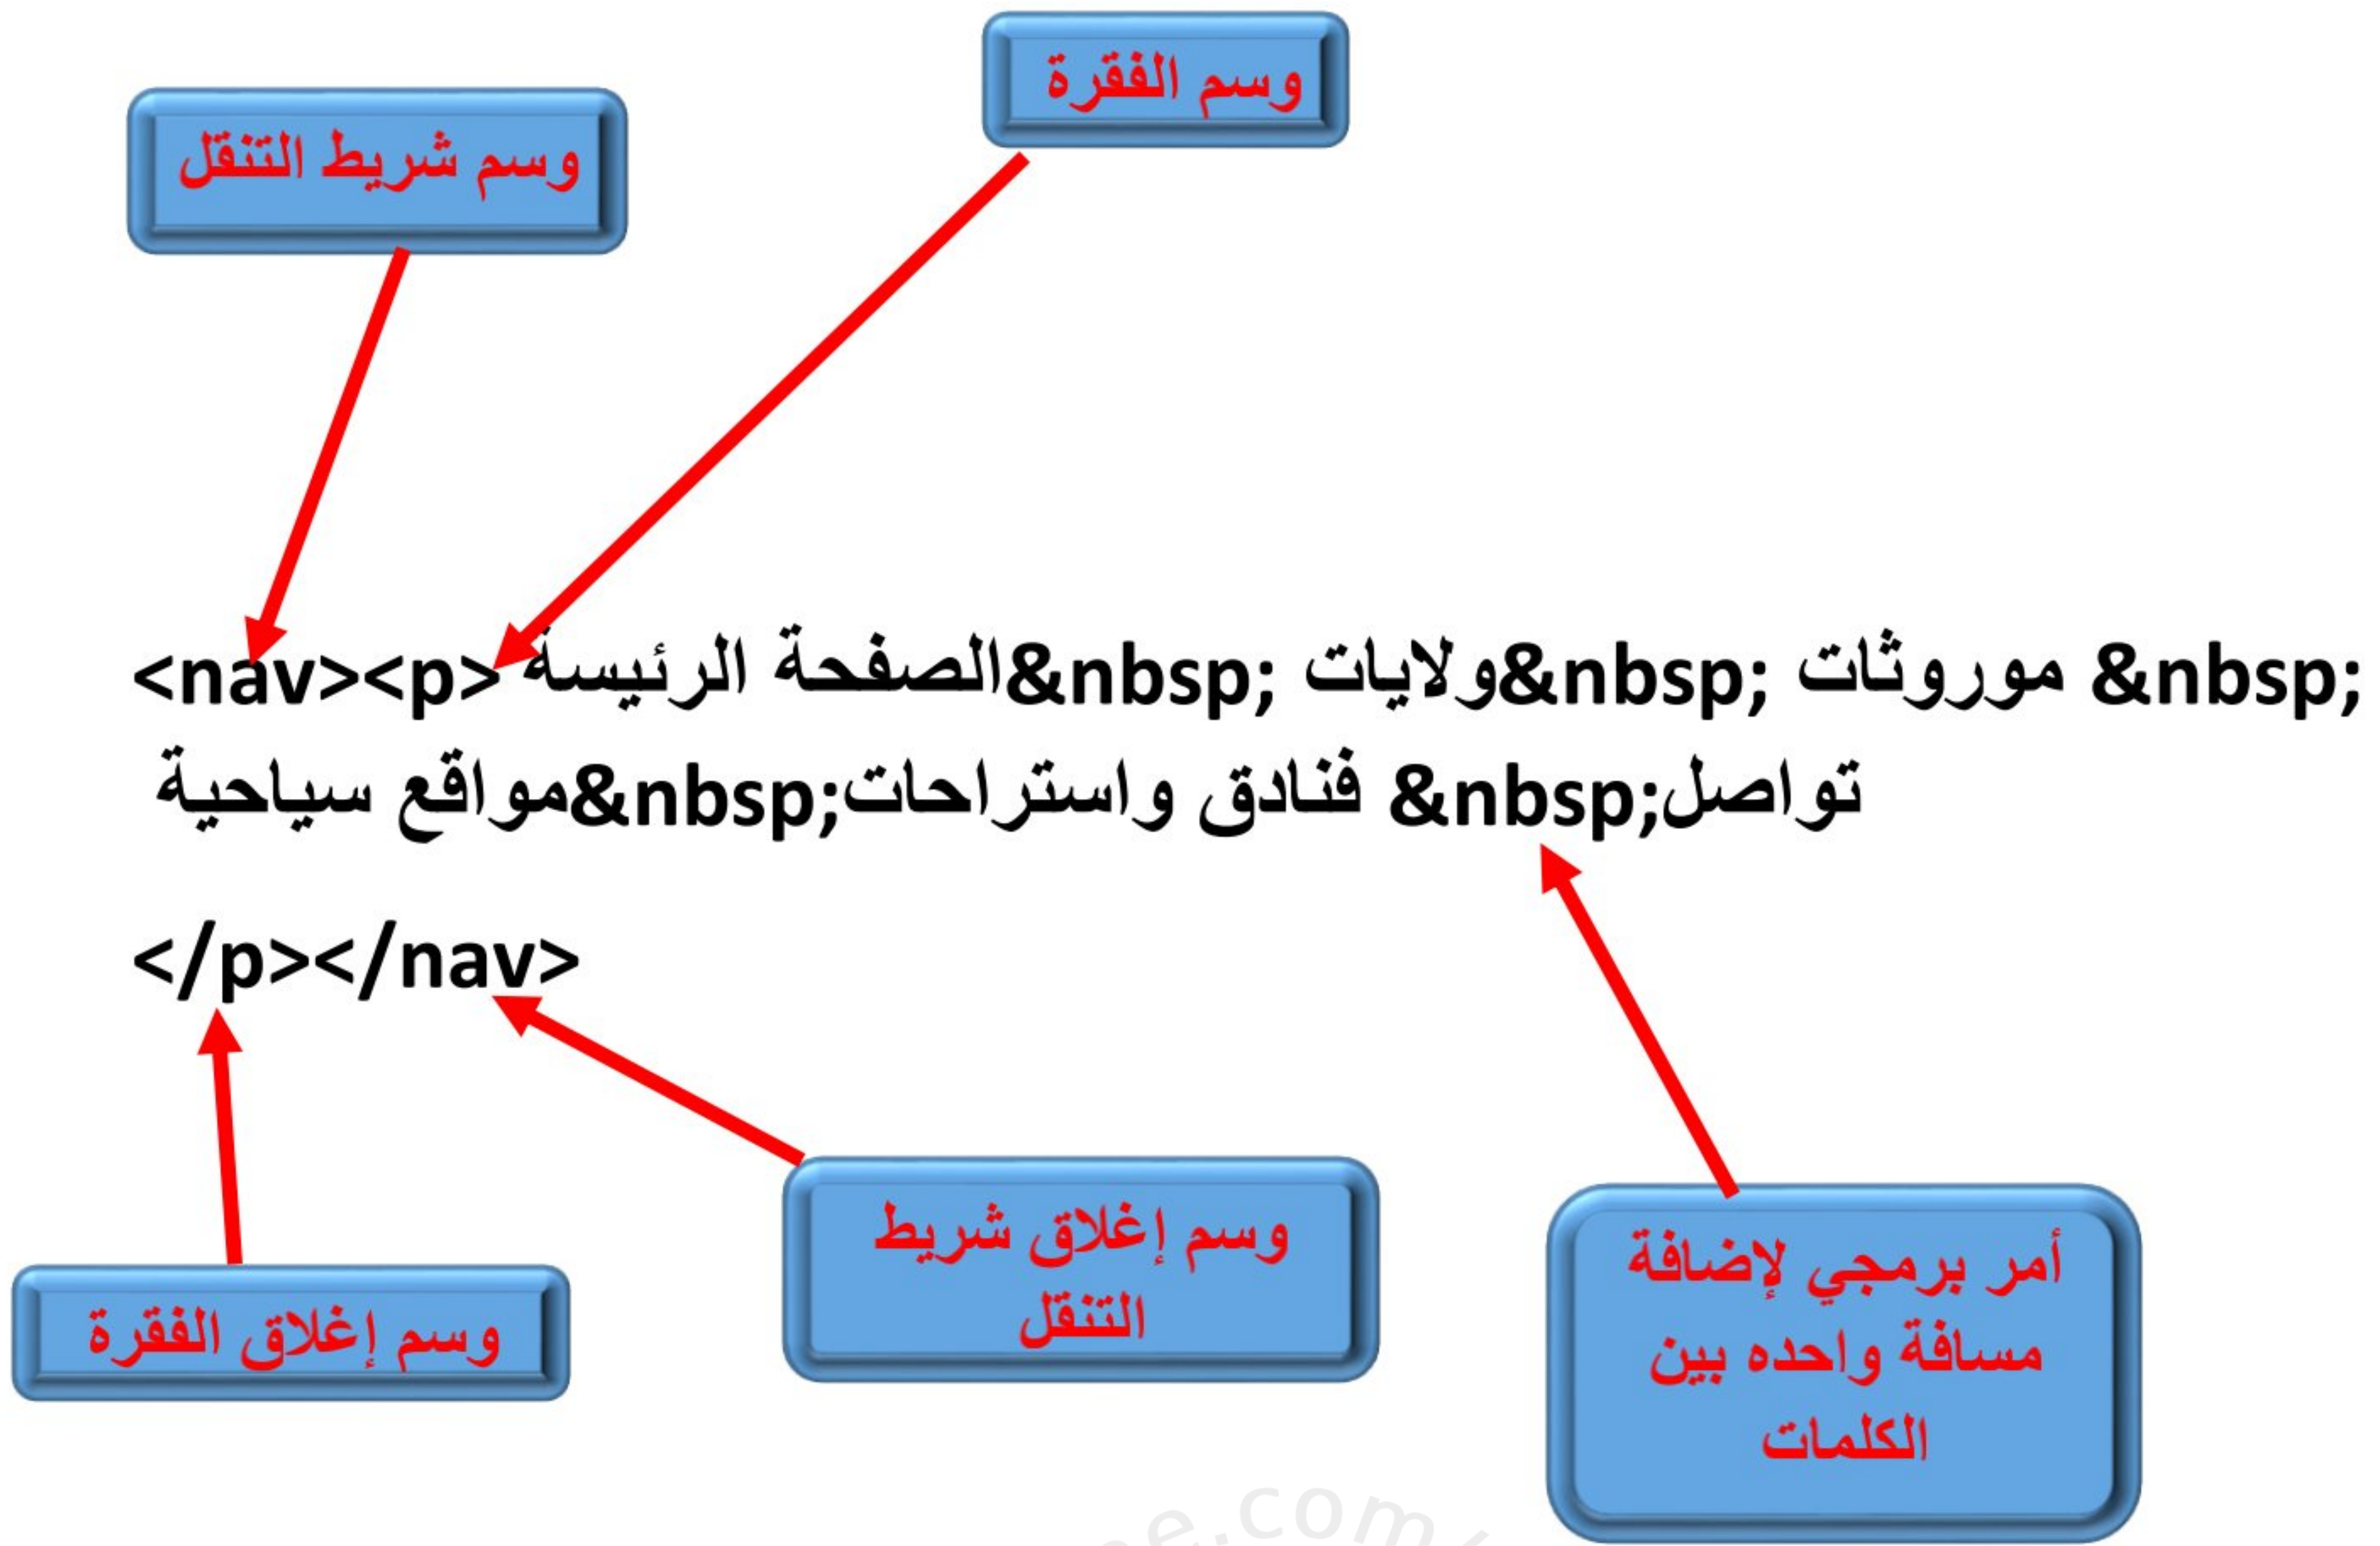 وسم الفقرة
وسم شريط التنقل
<nav><p> الصفحة الرئيسة&nbsp; ولايات&nbsp; موروثات &nbsp;
مواقع سياحية&nbsp;فنادق واستراحات &nbsp;تواصل
</p></nav>
وسم إغلاق شريط
التنقل
أمر برمجي لإضافة
مسافة واحده بين
الكلمات
وسم إغلاق الفقرة